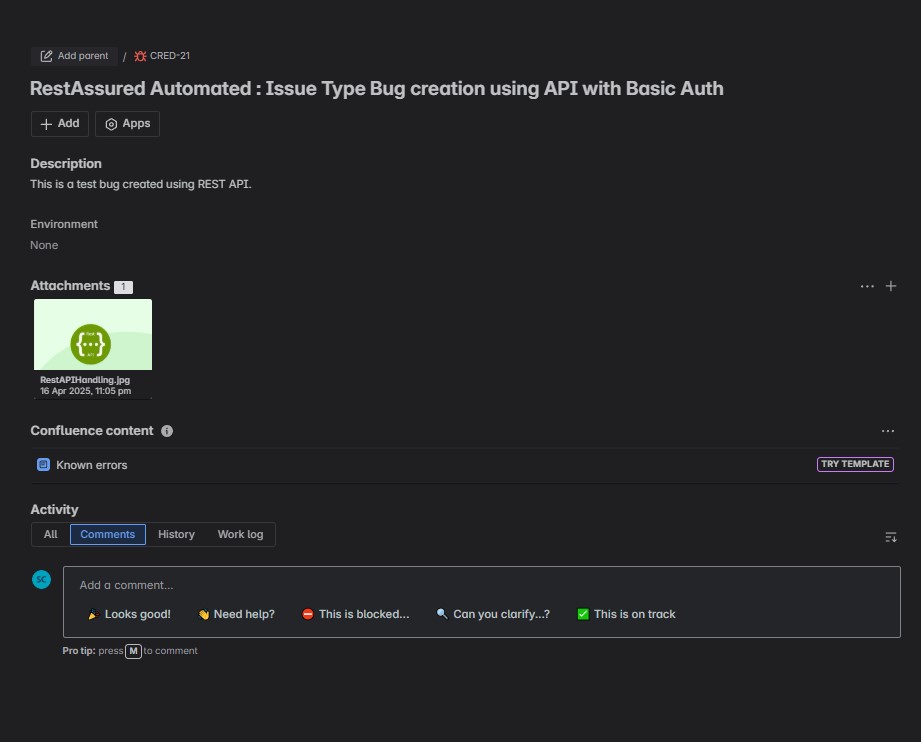 Add parent / CRED-21
RestAssured Automated : Issue Type Bug creation using API with Basic Auth
Add Apps
Description
This is a test bug created using REST API.
Environment
None
Attachments 1
{...}
API
RestAPIHandling.jpg
16 Apr 2025, 11:05 pm
Confluence content
Known errors TRY TEMPLATE
Activity
All Comments History Work log
SC
Add a comment...
🎉 Looks good! 👋 Need help? ⛔ This is blocked... 🔍 Can you clarify...? ✅ This is on track
Pro tip: press M to comment